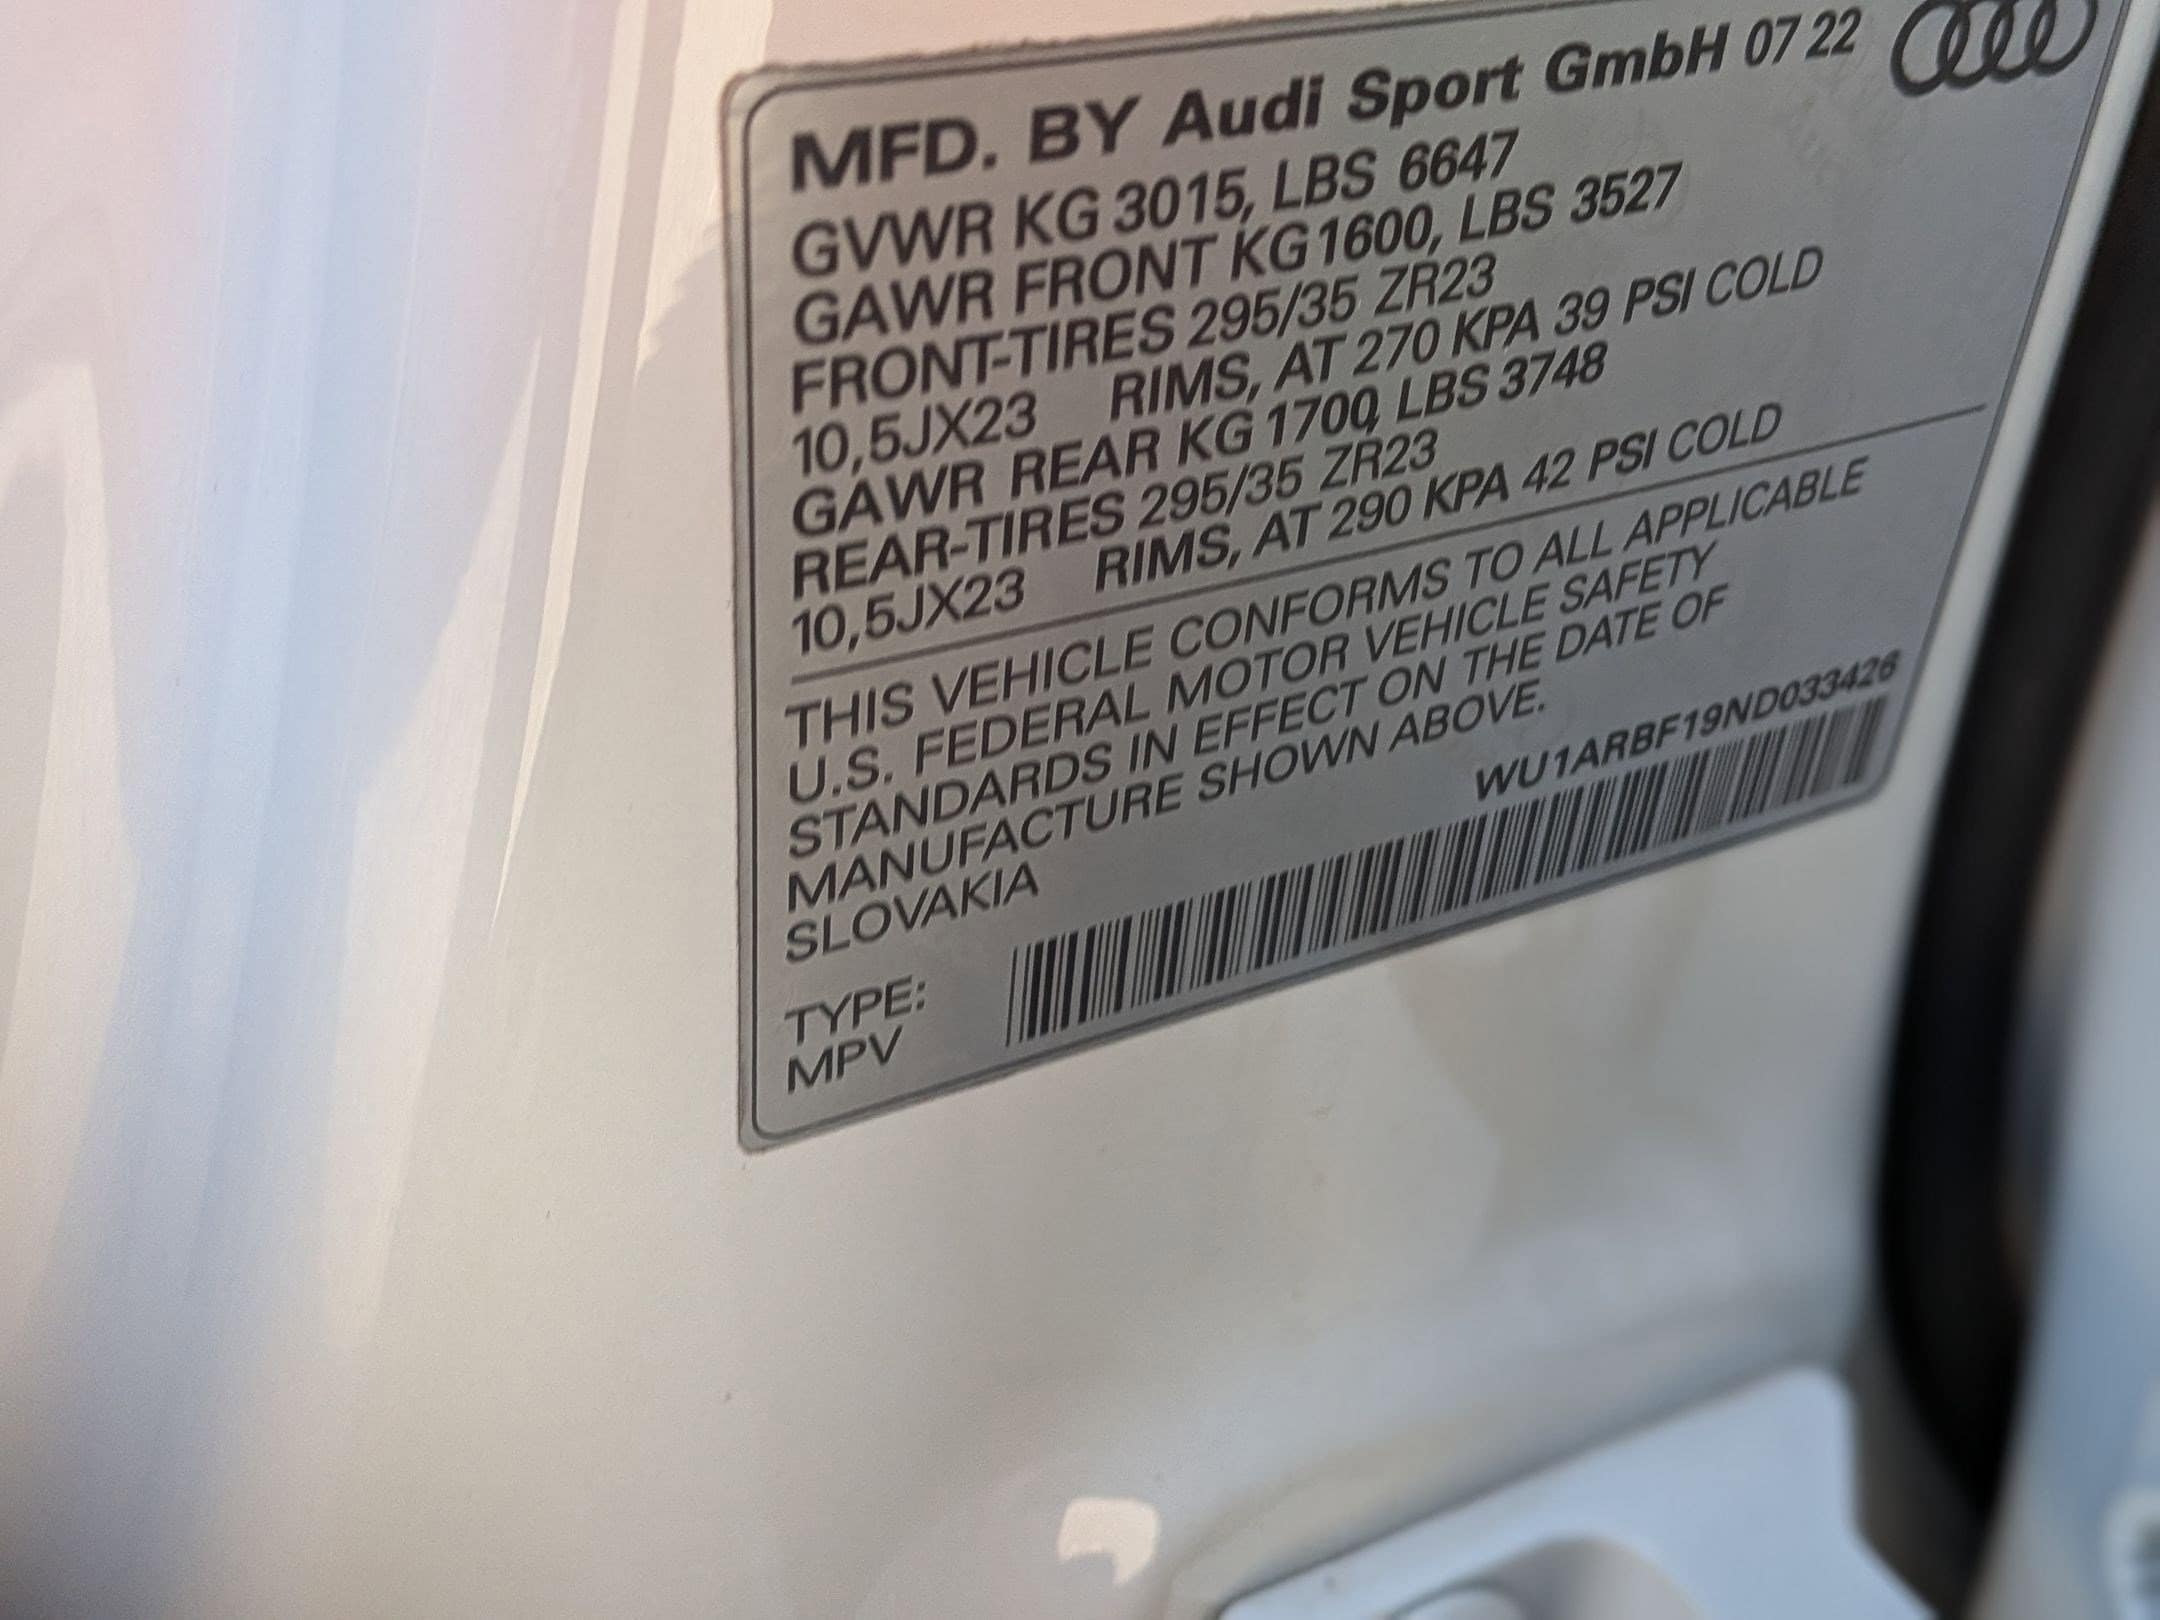 MFD. BY Audi Sport GmbH 07 22
GVWR KG 3015, LBS 6647
GAWR FRONT KG 1600, LBS 3527
FRONT-TIRES 295/35 ZR23
10,5JX23 RIMS, AT 270 KPA 39 PSI COLD
GAWR REAR KG 1700, LBS 3748
REAR-TIRES 295/35 ZR23
10,5JX23 RIMS, AT 290 KPA 42 PSI COLD
THIS VEHICLE CONFORMS TO ALL APPLICABLE
U.S. FEDERAL MOTOR VEHICLE SAFETY
STANDARDS IN EFFECT ON THE DATE OF
MANUFACTURE SHOWN ABOVE.
SLOVAKIA
WU1ARBF19ND033426
TYPE:
MPV